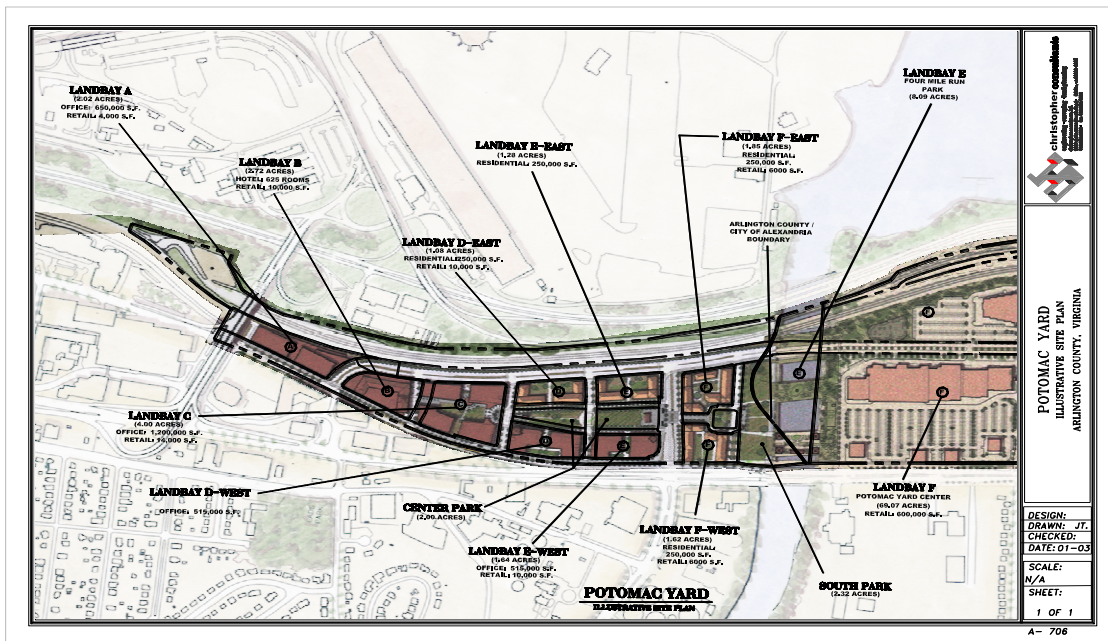 LANDBAY A
(2.02 ACRES)
OFFICE: 650,000 S.F.
RETAIL: 4,000 S.F.
LANDBAY B
(2.72 ACRES)
HOTEL: 625 ROOMS
RETAIL: 10,000 S.F.
LANDBAY D-EAST
(1.08 ACRES)
RESIDENTIAL:250,000 S.F.
RETAIL: 10,000 S.F.
LANDBAY E-EAST
(1.28 ACRES)
RESIDENTIAL: 250,000 S.F.
LANDBAY F-EAST
(1.85 ACRES)
RESIDENTIAL:
250,000 S.F.
RETAIL: 6000 S.F.
ARLINGTON COUNTY /
CITY OF ALEXANDRIA
BOUNDARY
LANDBAY E
FOUR MILE RUN
PARK
(8.09 ACRES)
LANDBAY C
(4.00 ACRES)
OFFICE: 1,200,000 S.F.
RETAIL: 14,000 S.F.
LANDBAY D-WEST
OFFICE: 515,000 S.F.
CENTER PARK
(2.00 ACRES)
LANDBAY E-WEST
(1.64 ACRES)
OFFICE: 515,000 S.F.
RETAIL: 10,000 S.F.
LANDBAY F-WEST
(1.62 ACRES)
RESIDENTIAL:
250,000 S.F.
RETAIL: 6000 S.F.
SOUTH PARK
(2.32 ACRES)
LANDBAY F
POTOMAC YARD CENTER
(69.07 ACRES)
RETAIL: 600,000 S.F.
POTOMAC YARD
ILLUSTRATIVE SITE PLAN
christopher consultants
POTOMAC YARD
ILLUSTRATIVE SITE PLAN
ARLINGTON COUNTY, VIRGINIA
DESIGN:
DRAWN: JT.
CHECKED:
DATE: 01-03
SCALE:
N/A
SHEET:
1 OF 1
A- 706